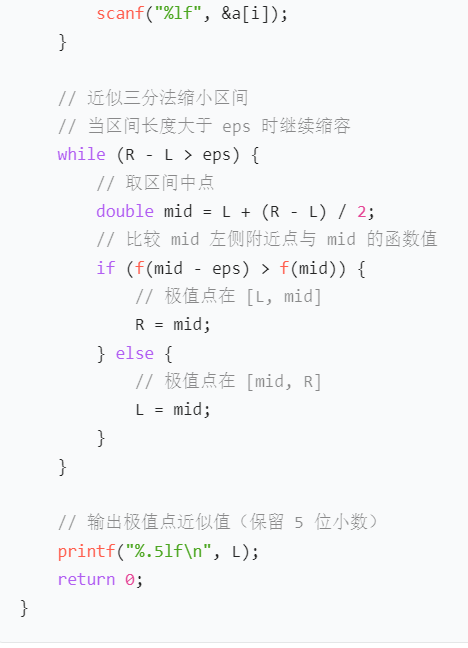 scanf("%lf", &a[i]);
}
// 近似三分法缩小区间
// 当区间长度大于 eps 时继续缩容
while (R - L > eps) {
// 取区间中点
double mid = L + (R - L) / 2;
// 比较 mid 左侧附近点与 mid 的函数值
if (f(mid - eps) > f(mid)) {
// 极值点在 [L, mid]
R = mid;
} else {
// 极值点在 [mid, R]
L = mid;
}
}
// 输出极值点近似值（保留 5 位小数）
printf("%.5lf\n", L);
return 0;
}